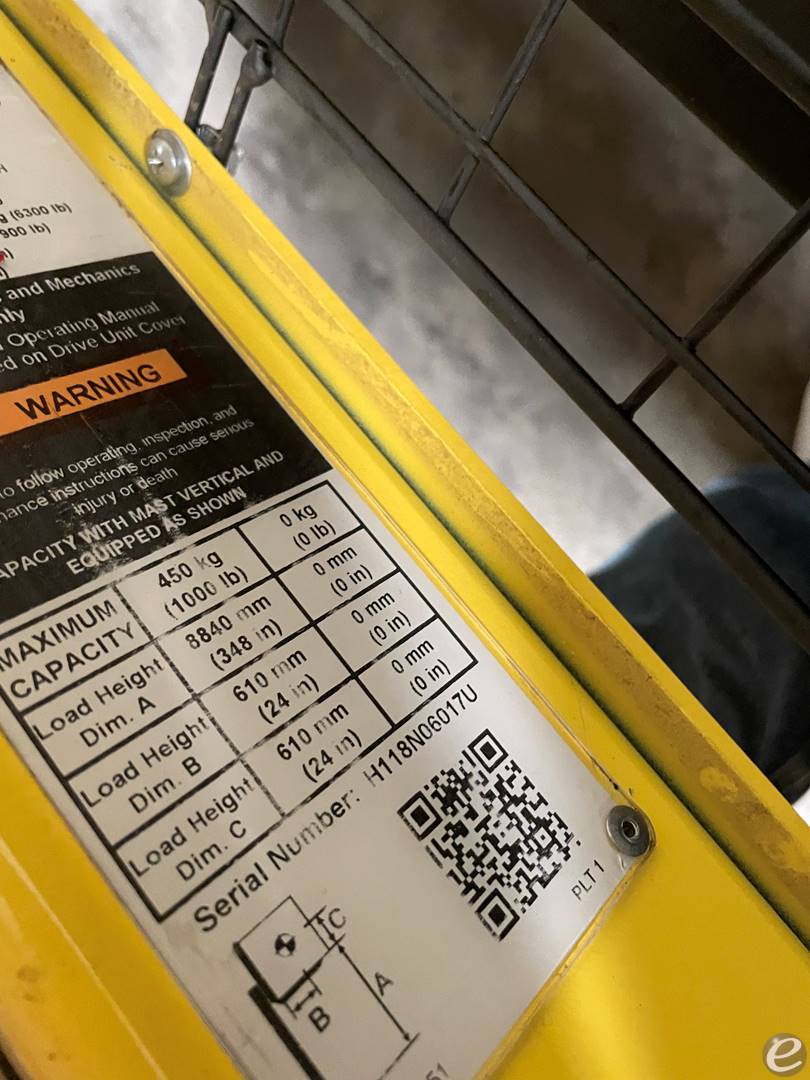 (6300 lb)
900 lb)
and Mechanics
Operating Manual
on Drive Unit Cover
WARNING
to follow operating, inspection, and
instructions can cause serious
injury or death
CAPACITY WITH MAST VERTICAL AND
EQUIPPED AS SHOWN
MAXIMUM CAPACITY 450 kg (1000 lb) 0 kg (0 lb)
Load Height Dim. A 8840 mm (348 in) 0 mm (0 in)
Load Height Dim. B 610 mm (24 in) 0 mm (0 in)
Load Height Dim. C 610 mm (24 in) 0 mm (0 in)
Serial Number: H118N06017U
PLT 1
C
A
B
51
e